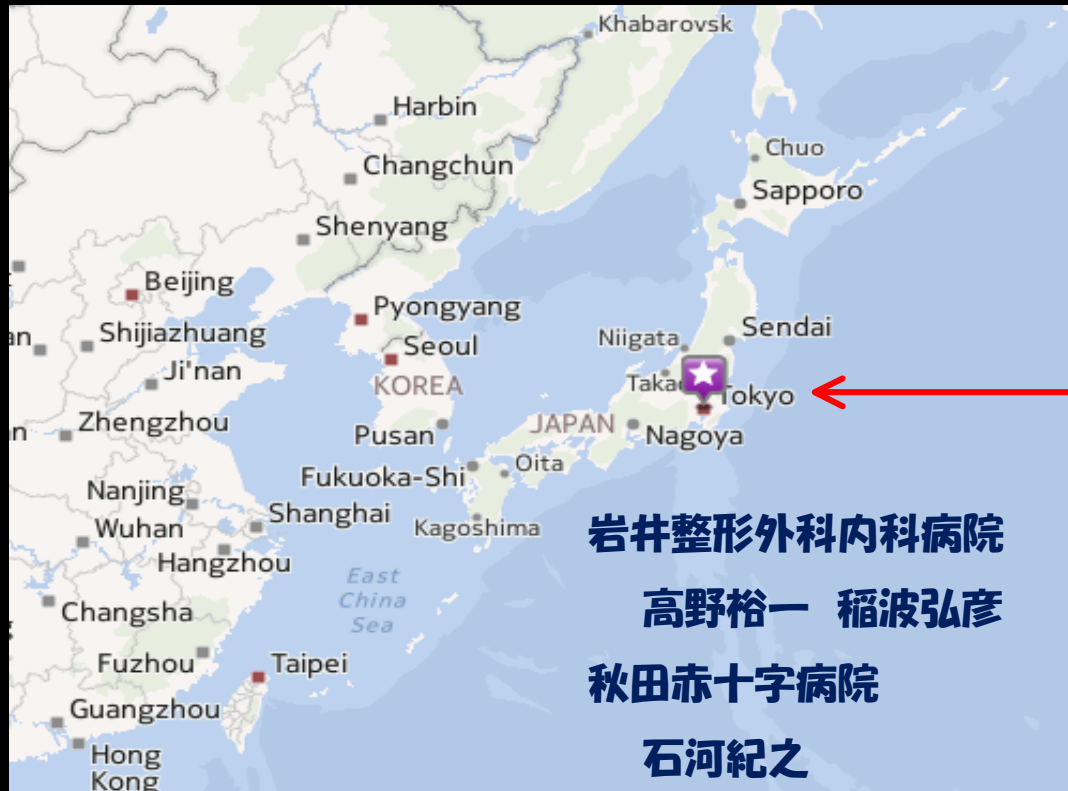 Khabarovsk
Harbin
Chuo
Changchun
Sapporo
Shenyang
Beijing
Pyongyang
Sendai
Niigata
Shijiazhuang
Seoul
Ji'nan
KOREA
Tokyo
Zhengzhou
Pusan
JAPAN
Nagoya
Fukuoka-Shi
Oita
Nanjing
Shanghai
Kagoshima
Wuhan
Hangzhou
岩井整形外科内科病院
East
China
Sea
Changsha
高野裕一 稲波弘彦
Fuzhou
Taipei
秋田赤十字病院
Guangzhou
石河紀之
Hong
Kong